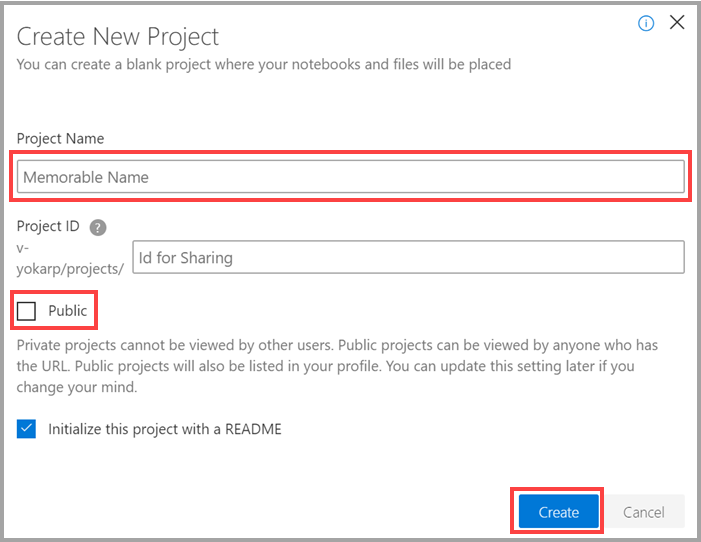 Create New Project
You can create a blank project where your notebooks and files will be placed
Project Name
Memorable Name
Project ID ?
v-
yokarp/projects/
Id for Sharing
Public
Private projects cannot be viewed by other users. Public projects can be viewed by anyone who has
the URL. Public projects will also be listed in your profile. You can update this setting later if you
change your mind.
Initialize this project with a README
Create
Cancel